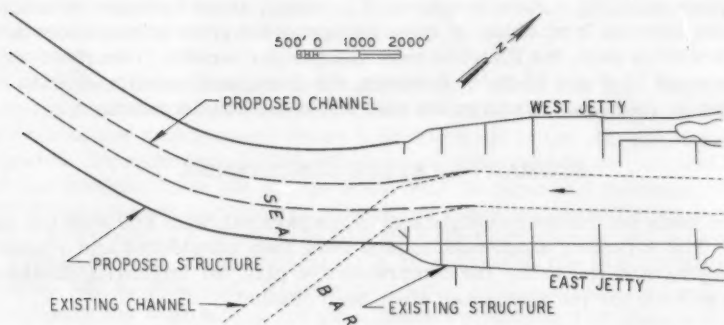 500' 0 1000 2000'
N
PROPOSED CHANNEL
WEST JETTY
SEA BAR
PROPOSED STRUCTURE
EXISTING CHANNEL
EXISTING STRUCTURE
EAST JETTY